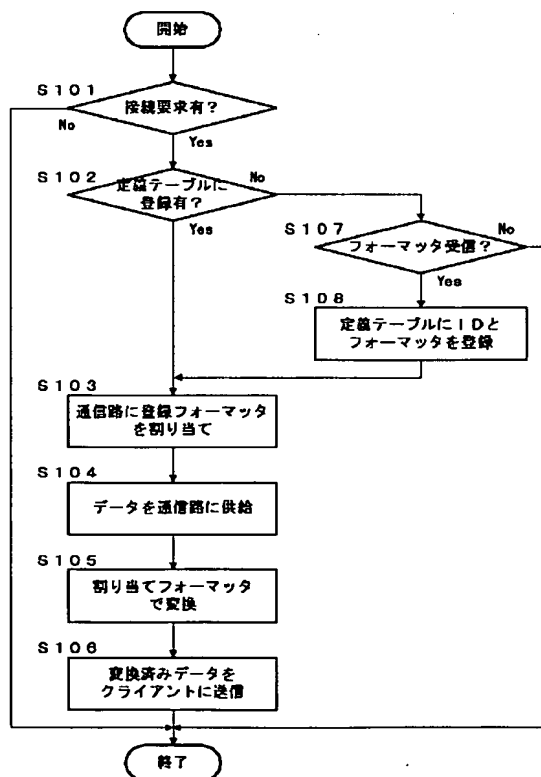 開始
S101
接続要求有?
No
Yes
S102
定義テーブルに
登録有?
No
Yes
S107
フォーマッタ受信?
No
Yes
S108
定義テーブルにIDと
フォーマッタを登録
S103
通信路に登録フォーマッタ
を割り当て
S104
データを通信路に供給
S105
割り当てフォーマッタ
で変換
S106
変換済みデータを
クライアントに送信
終了